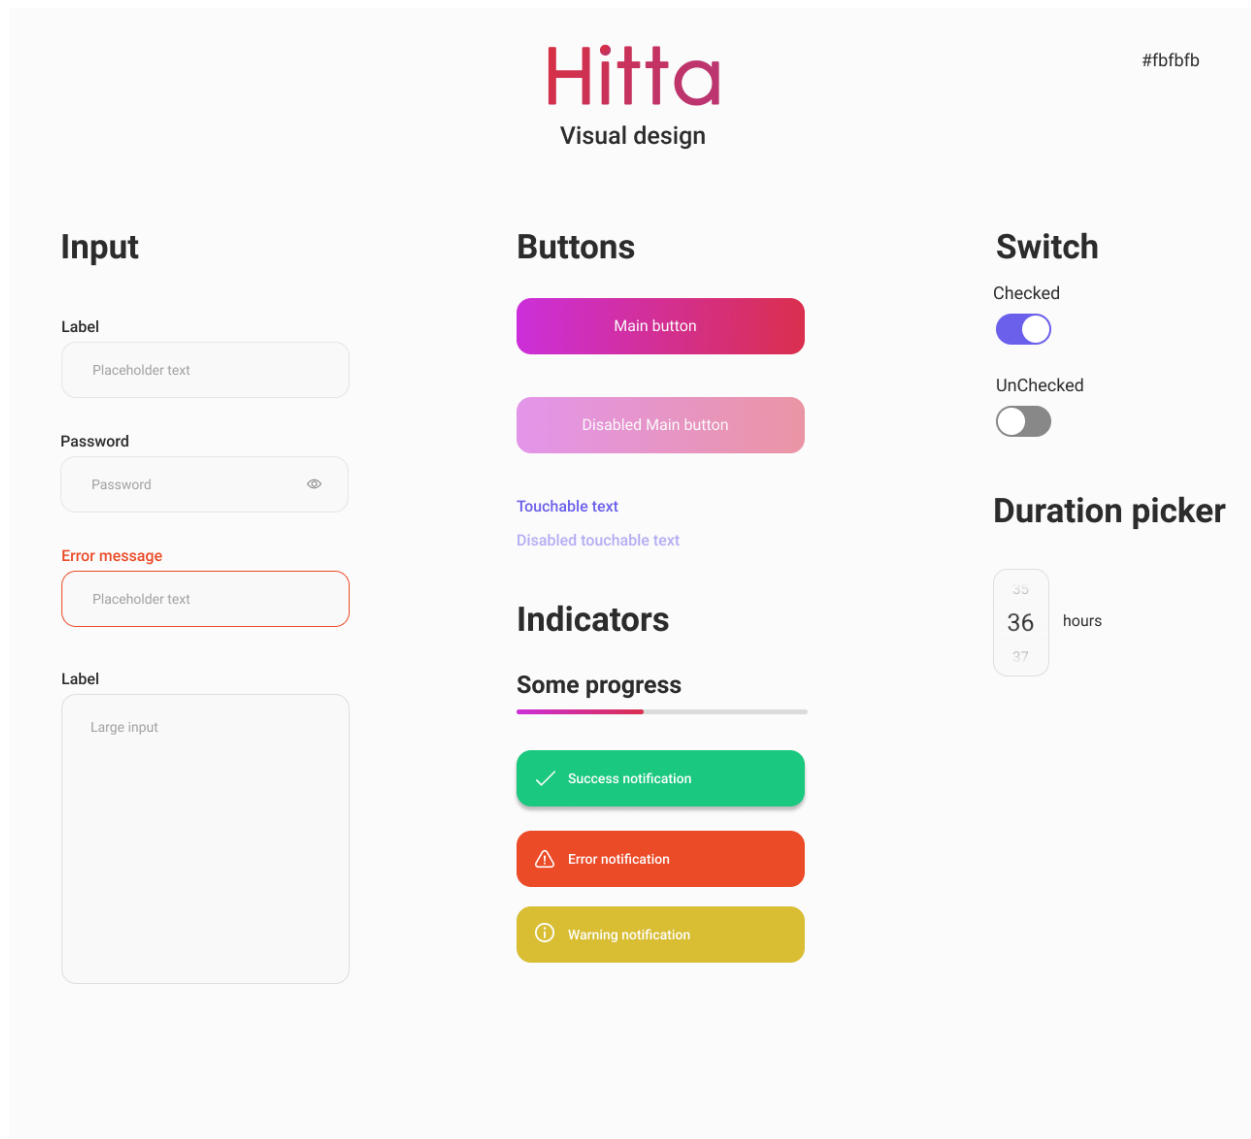 Hitta
Visual design
#fbfbfb
Input
Label
Placeholder text
Password
Password
Error message
Placeholder text
Label
Large input
Buttons
Main button
Disabled Main button
Touchable text
Disabled touchable text
Indicators
Some progress
Success notification
Error notification
Warning notification
Switch
Checked
UnChecked
Duration picker
35
36 hours
37